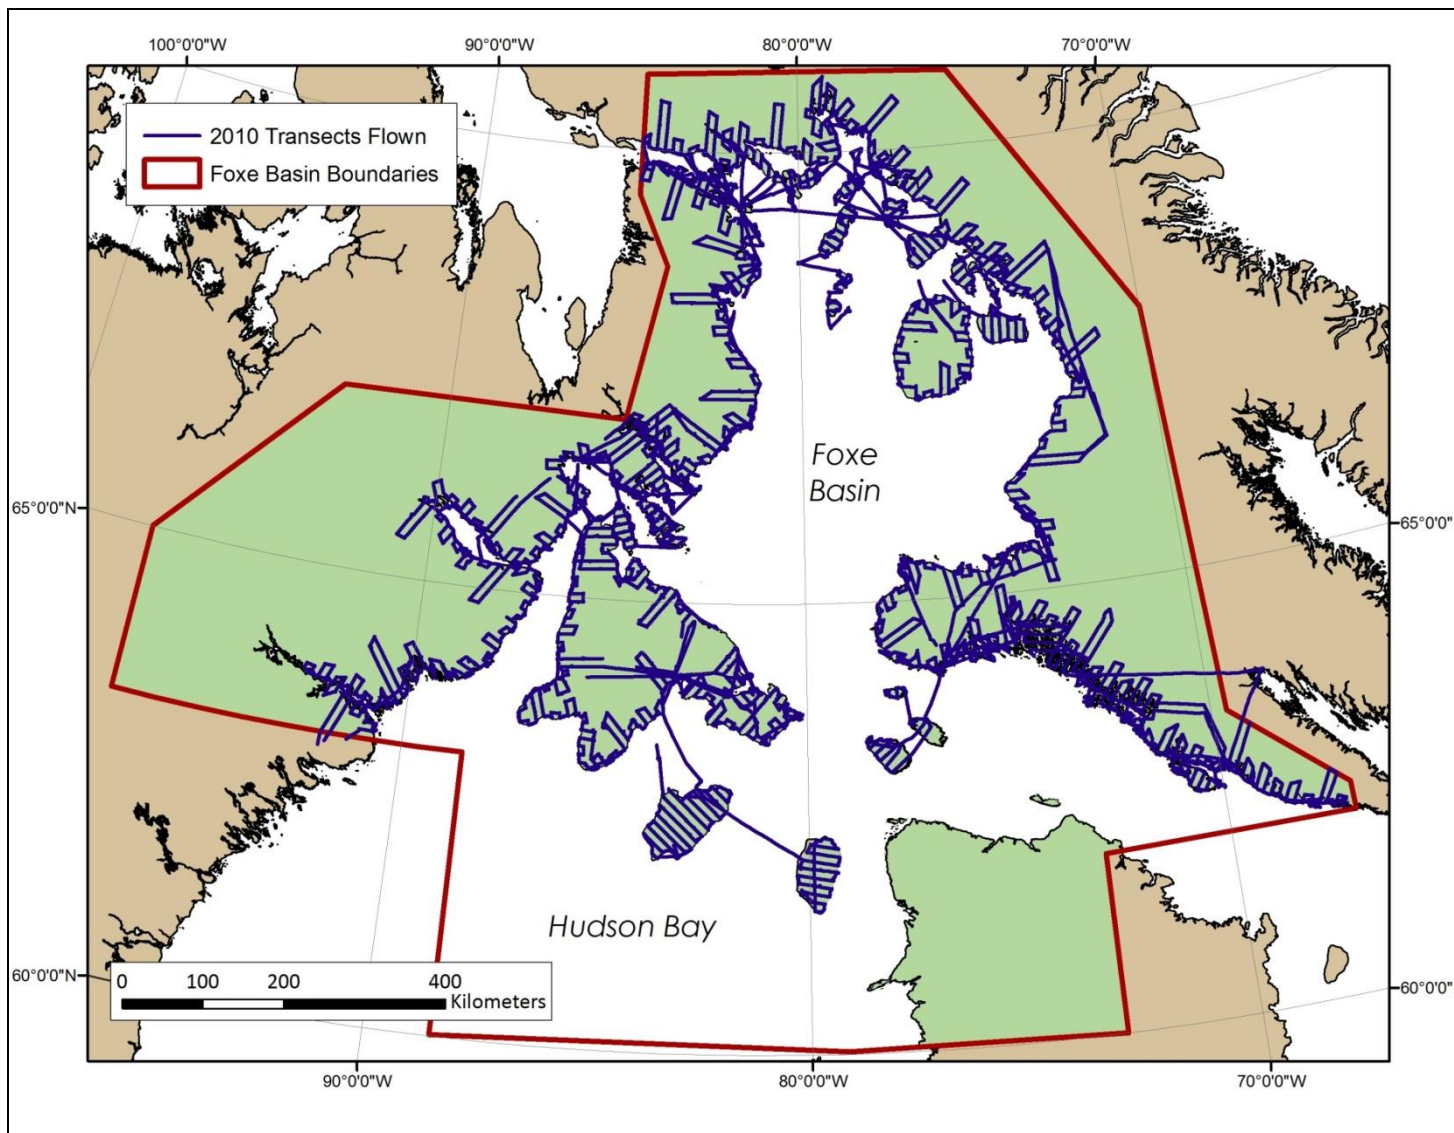 100°0'0"W 90°0'0"W 80°0'0"W 70°0'0"W
2010 Transects Flown
Foxe Basin Boundaries
Foxe
Basin
65°0'0"N
65°0'0"
Hudson Bay
60°0'0"N
60°0'0"
0 100 200 400
Kilometers
90°0'0"W 80°0'0"W 70°0'0"W